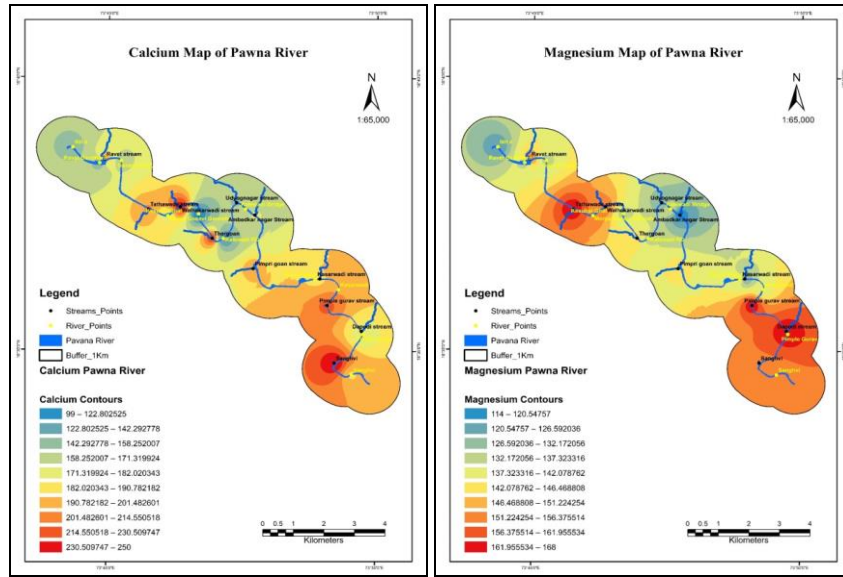 Calcium Map of Pawna River
N
1:65,000
Ravet stream
Udyognagar stream
Ambedkar nagar Stream
Thergoan
Pimpri goan stream
Kasarwadi stream
Pimple gurav stream
Dapodi stream
Sanghvi
Legend
Streams_Points
River_Points
Pavana River
Buffer_1Km
Calcium Pawna River
Calcium Contours
99 – 122.802525
122.802525 – 142.292778
142.292778 – 158.252007
158.252007 – 171.319924
171.319924 – 182.020343
182.020343 – 190.782182
190.782182 – 201.482601
201.482601 – 214.550518
214.550518 – 230.509747
230.509747 – 250
0 0.5 1 2 3 4
Kilometers
Magnesium Map of Pawna River
N
1:65,000
Ravet stream
Udyognagar stream
Ambedkar nagar Stream
Thergoan
Pimpri goan stream
Kasarwadi stream
Pimple gurav stream
Dapodi stream
Sanghvi
Legend
Streams_Points
River_Points
Pavana River
Buffer_1Km
Magnesium Pawna River
Magnesium Contours
114 – 120.54757
120.54757 – 126.592036
126.592036 – 132.172056
132.172056 – 137.323316
137.323316 – 142.078762
142.078762 – 146.468808
146.468808 – 151.224254
151.224254 – 156.375514
156.375514 – 161.955534
161.955534 – 168
0 0.5 1 2 3 4
Kilometers